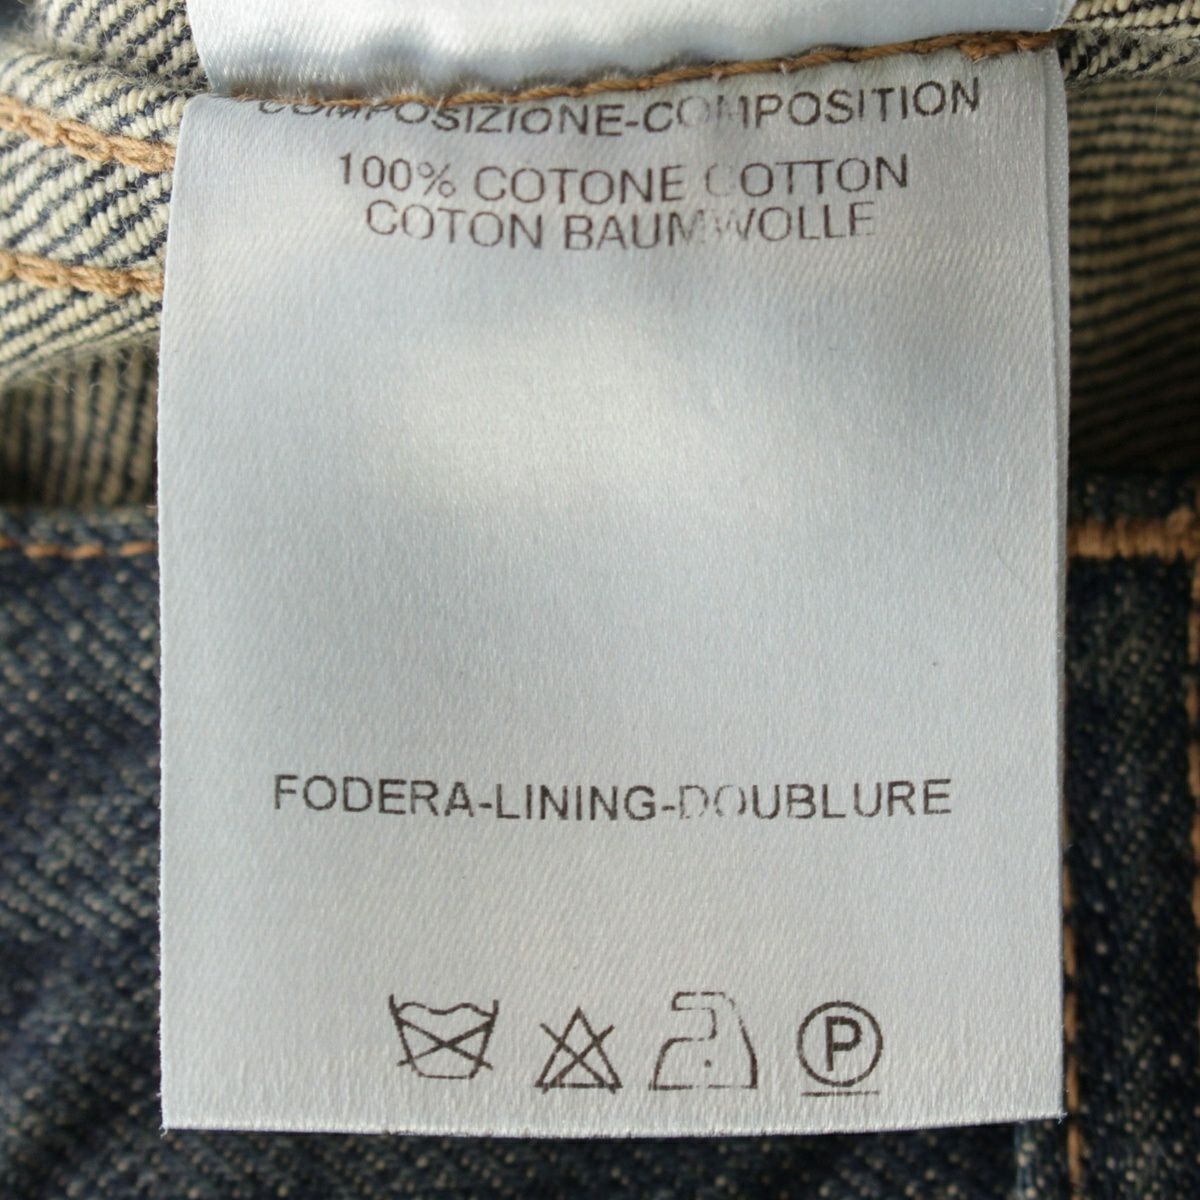 COMPOSIZIONE-COMPOSITION
100% COTONE COTTON
COTON BAUMWOLLE
FODERA-LINING-DOUBLURE
P